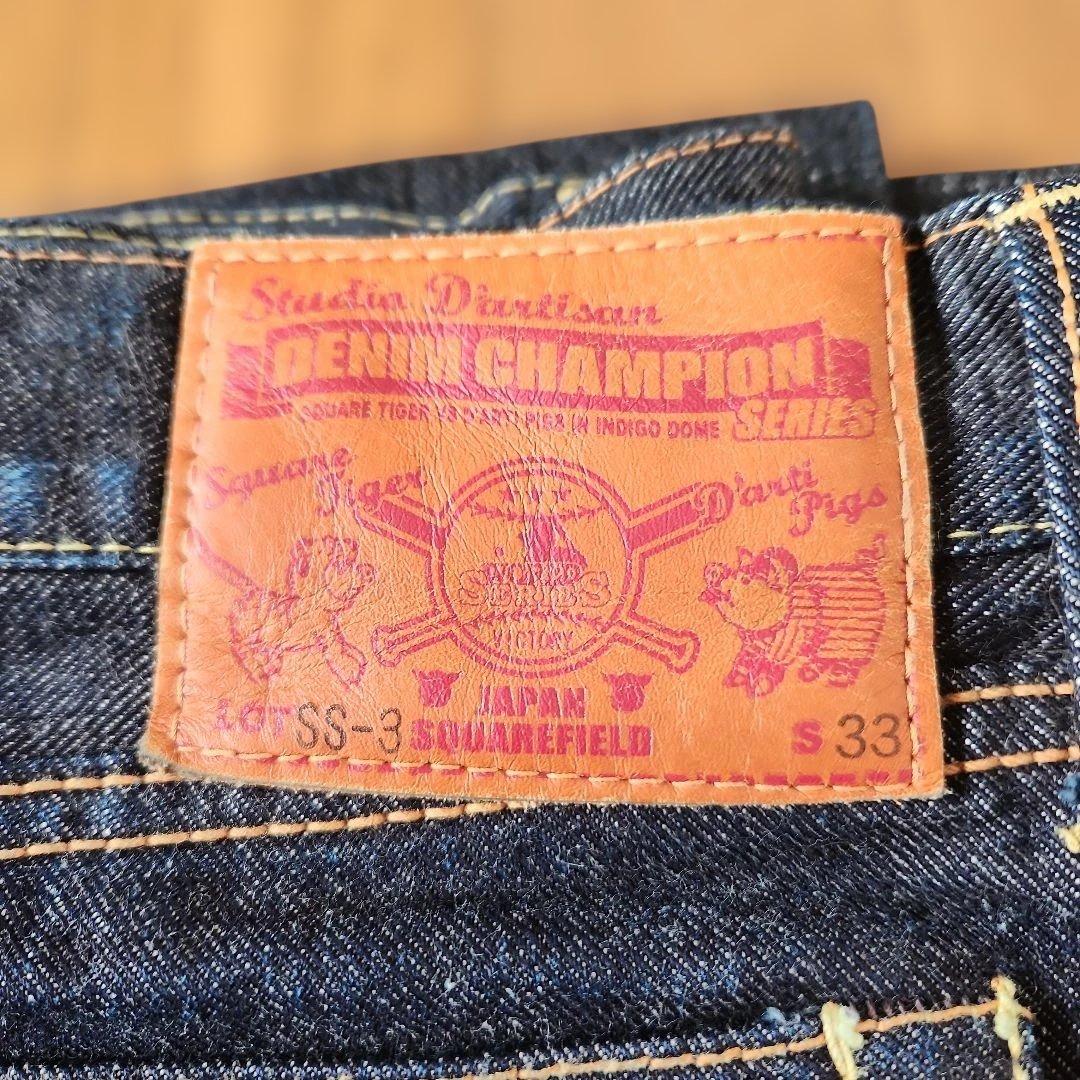 Studio D'artisan
DENIM CHAMPION
SERIES
SQUARE TIGER VS D'ARTI PIGS IN INDIGO DOME
Square Tiger
D'arti Pigs
WORLD
SERIES
VICTORY
JAPAN
LOT SS-3 SQUAREFIELD S 33